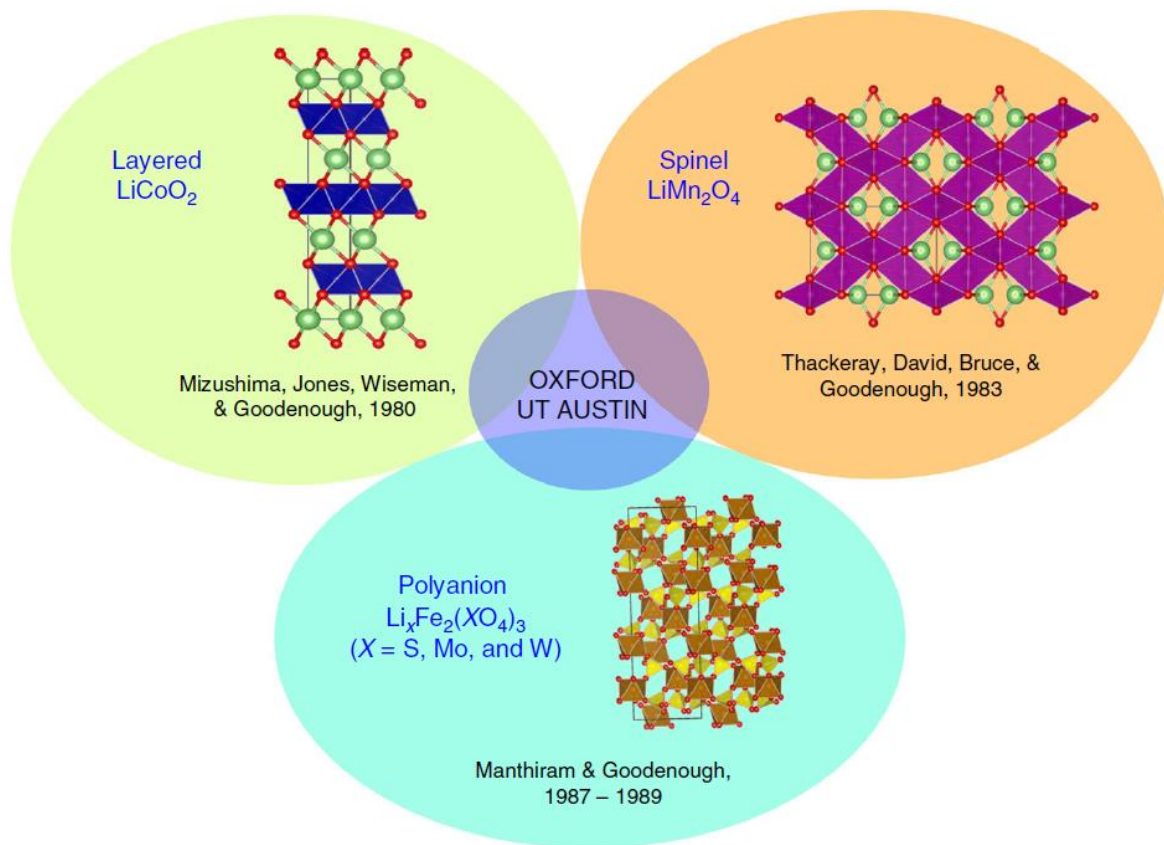 Layered
LiCoO₂
Mizushima, Jones, Wiseman,
& Goodenough, 1980
Spinel
LiMn₂O₄
Thackeray, David, Bruce, &
Goodenough, 1983
OXFORD
UT AUSTIN
Polyanion
LiₓFe₂(XO₄)₃
(X = S, Mo, and W)
Manthiram & Goodenough,
1987 – 1989